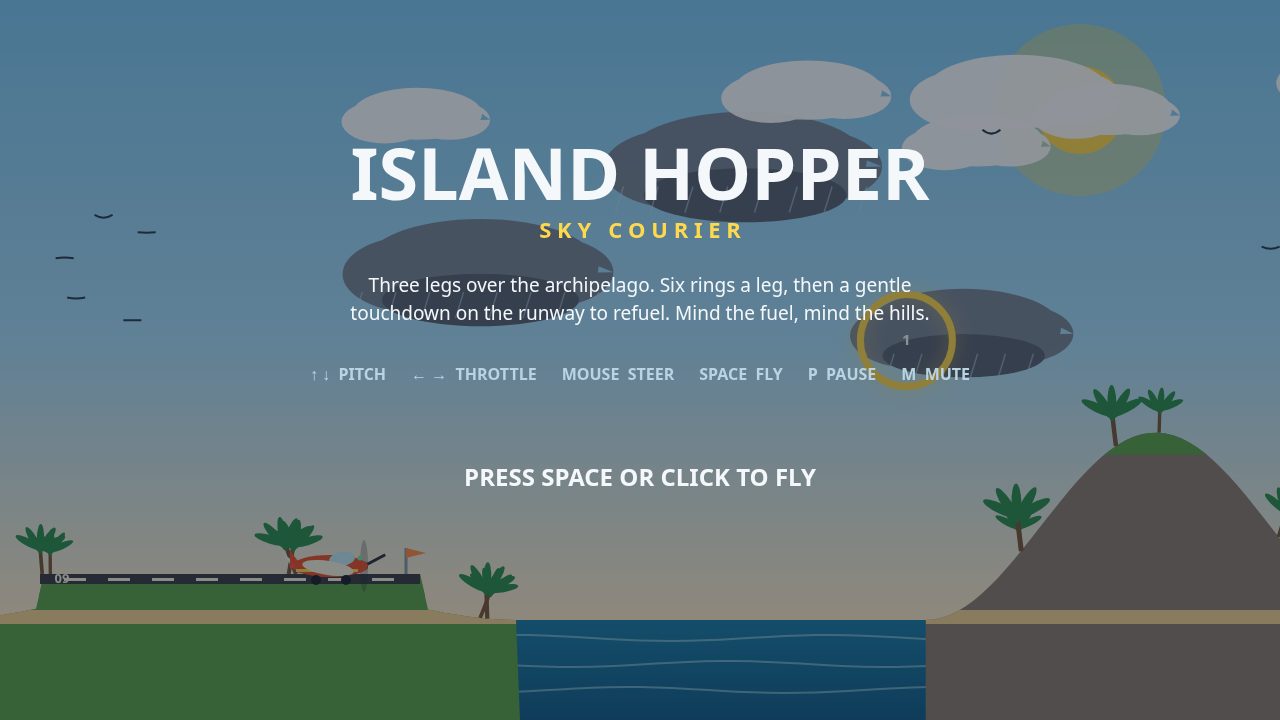 ISLAND HOPPER
SKY COURIER
Three legs over the archipelago. Six rings a leg, then a gentle
touchdown on the runway to refuel. Mind the fuel, mind the hills.
1
↑ ↓ PITCH ← → THROTTLE MOUSE STEER SPACE FLY P PAUSE M MUTE
PRESS SPACE OR CLICK TO FLY
09